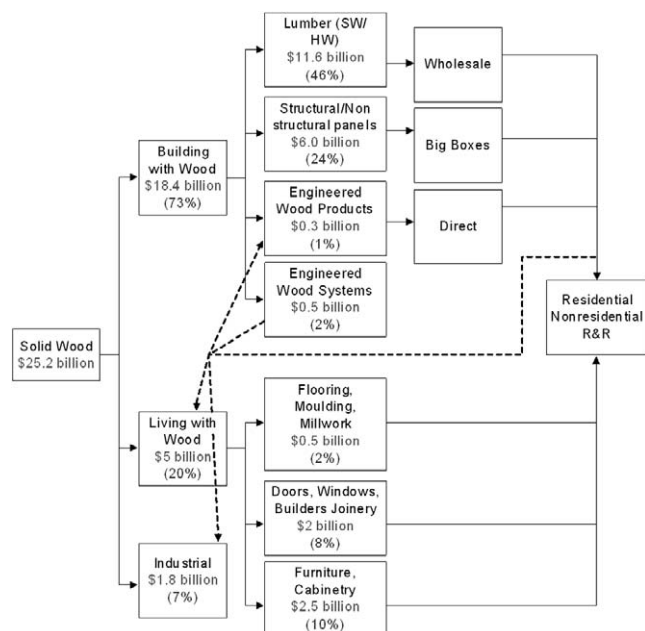 Lumber (SW/
HW)
$11.6 billion
(46%)
Wholesale
Structural/Non
structural panels
$6.0 billion
(24%)
Big Boxes
Building
with Wood
$18.4 billion
(73%)
Engineered
Wood Products
$0.3 billion
(1%)
Direct
Engineered
Wood Systems
$0.5 billion
(2%)
Residential
Nonresidential
R&R
Solid Wood
$25.2 billion
Living with
Wood
$5 billion
(20%)
Flooring,
Moulding,
Millwork
$0.5 billion
(2%)
Doors, Windows,
Builders Joinery
$2 billion
(8%)
Industrial
$1.8 billion
(7%)
Furniture,
Cabinetry
$2.5 billion
(10%)